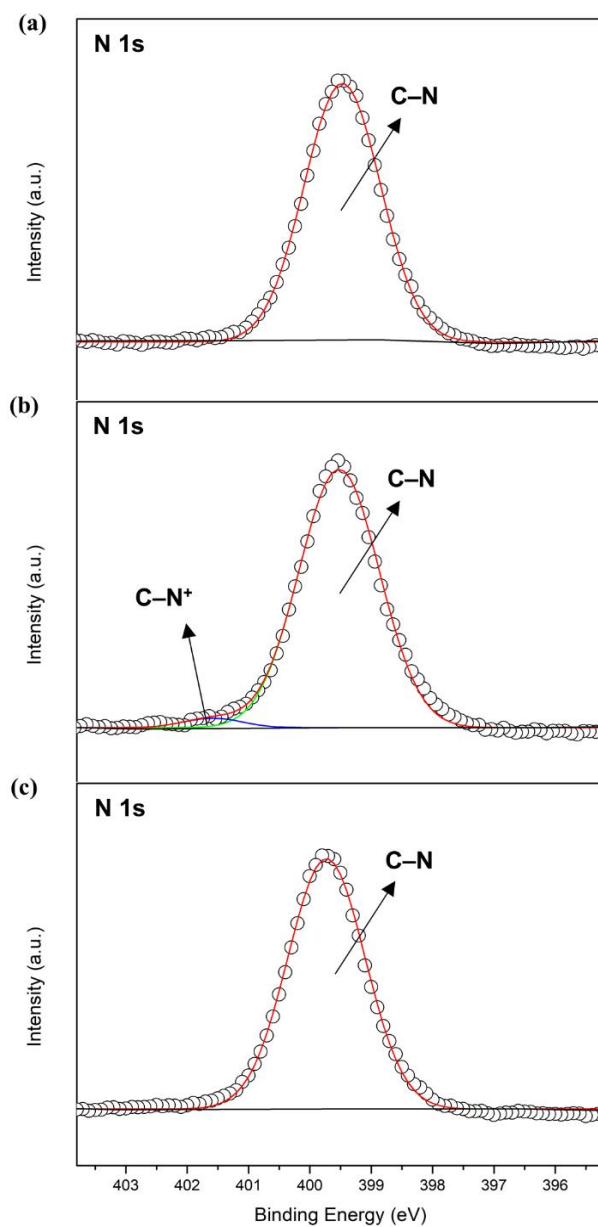 (a)
N 1s
C–N
Intensity (a.u.)
(b)
N 1s
C–N
C–N⁺
Intensity (a.u.)
(c)
N 1s
C–N
Intensity (a.u.)
403 402 401 400 399 398 397 396
Binding Energy (eV)